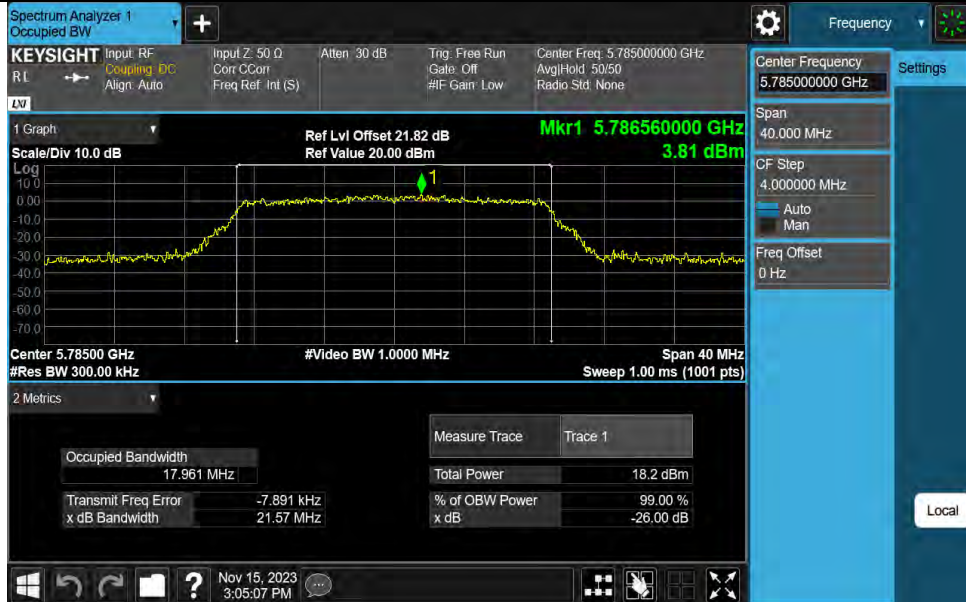 Spectrum Analyzer 1
Occupied BW
+
Frequency
KEYSIGHT Input: RF Input Z: 50 Ω Atten: 30 dB Trig: Free Run Center Freq: 5.785000000 GHz
RL Coupling: DC Corr CCorr Gate: Off Avg|Hold: 50/50
Align: Auto Freq Ref: Int (S) #IF Gain: Low Radio Std: None
LXI
Center Frequency
5.785000000 GHz
Settings
Span
40.000 MHz
CF Step
4.000000 MHz
Auto
Man
Freq Offset
0 Hz
Local
1 Graph Ref Lvl Offset 21.82 dB Mkr1 5.786560000 GHz
Scale/Div 10.0 dB Ref Value 20.00 dBm 3.81 dBm
Log
10.0
1
0.00
-10.0
-20.0
-30.0
-40.0
-50.0
-60.0
-70.0
Center 5.78500 GHz #Video BW 1.0000 MHz Span 40 MHz
#Res BW 300.00 kHz Sweep 1.00 ms (1001 pts)
2 Metrics
Measure Trace Trace 1
Occupied Bandwidth
17.961 MHz Total Power 18.2 dBm
Transmit Freq Error -7.891 kHz % of OBW Power 99.00 %
x dB Bandwidth 21.57 MHz x dB -26.00 dB
? Nov 15, 2023
3:05:07 PM